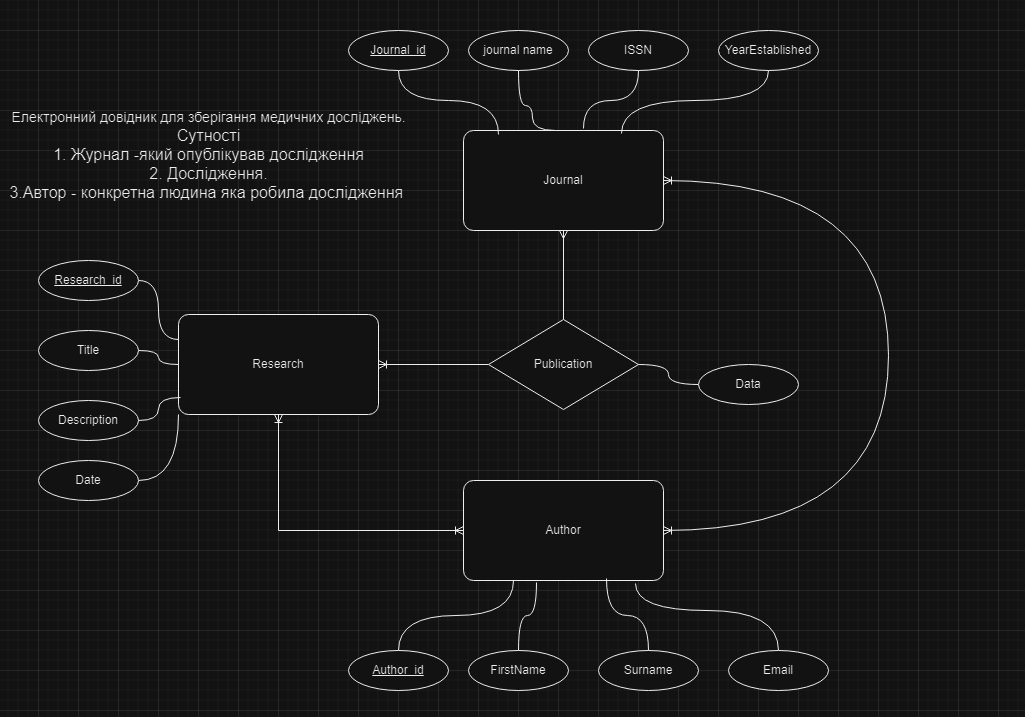 Journal_id
journal name
ISSN
YearEstablished
Електронний довідник для зберігання медичних досліджень.
Сутності
1. Журнал -який опублікував дослідження
2. Дослідження.
3.Автор - конкретна людина яка робила дослідження
Journal
Research_id
Title
Description
Date
Research
Publication
Data
Author
Author_id
FirstName
Surname
Email